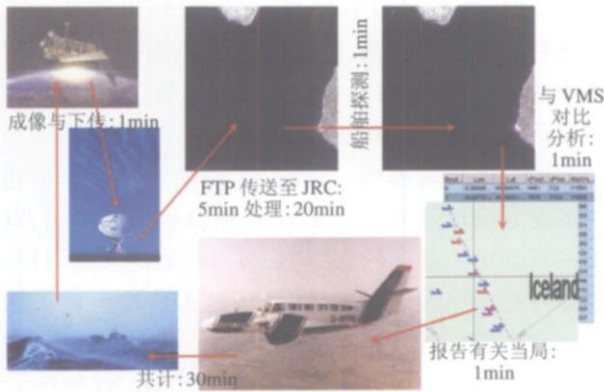 成像与下传:1min
船舶探测:1min
与 VMS
对比
分析:
1min
FTP 传送至 JRC:
5min 处理:20min
Iceland
报告有关当局:
1min
共计:30min